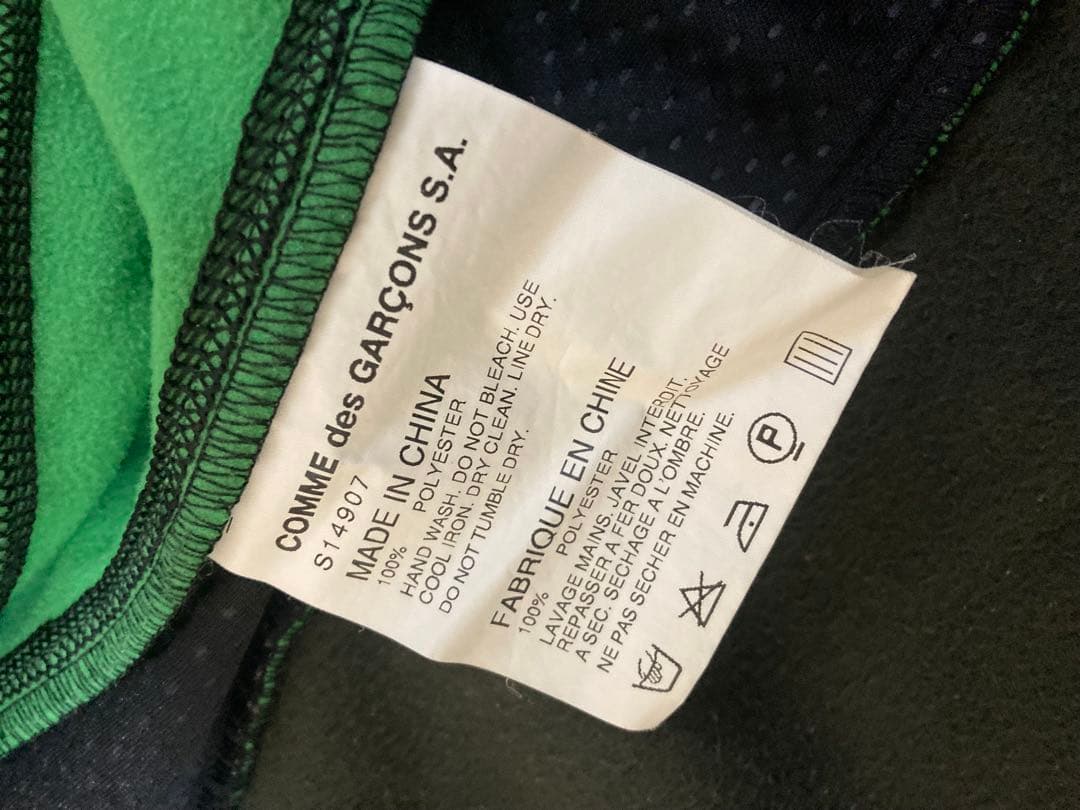 COMME des GARÇONS S.A.
S14907
MADE IN CHINA
100% POLYESTER
HAND WASH. DO NOT BLEACH. USE
COOL IRON. DRY CLEAN. LINE DRY.
DO NOT TUMBLE DRY.
FABRIQUE EN CHINE
100% POLYESTER
LAVAGE MAINS. JAVEL INTERDIT.
REPASSER A FER DOUX. NETTOYAGE
A SEC. SECHAGE A L'OMBRE.
NE PAS SECHER EN MACHINE.
P